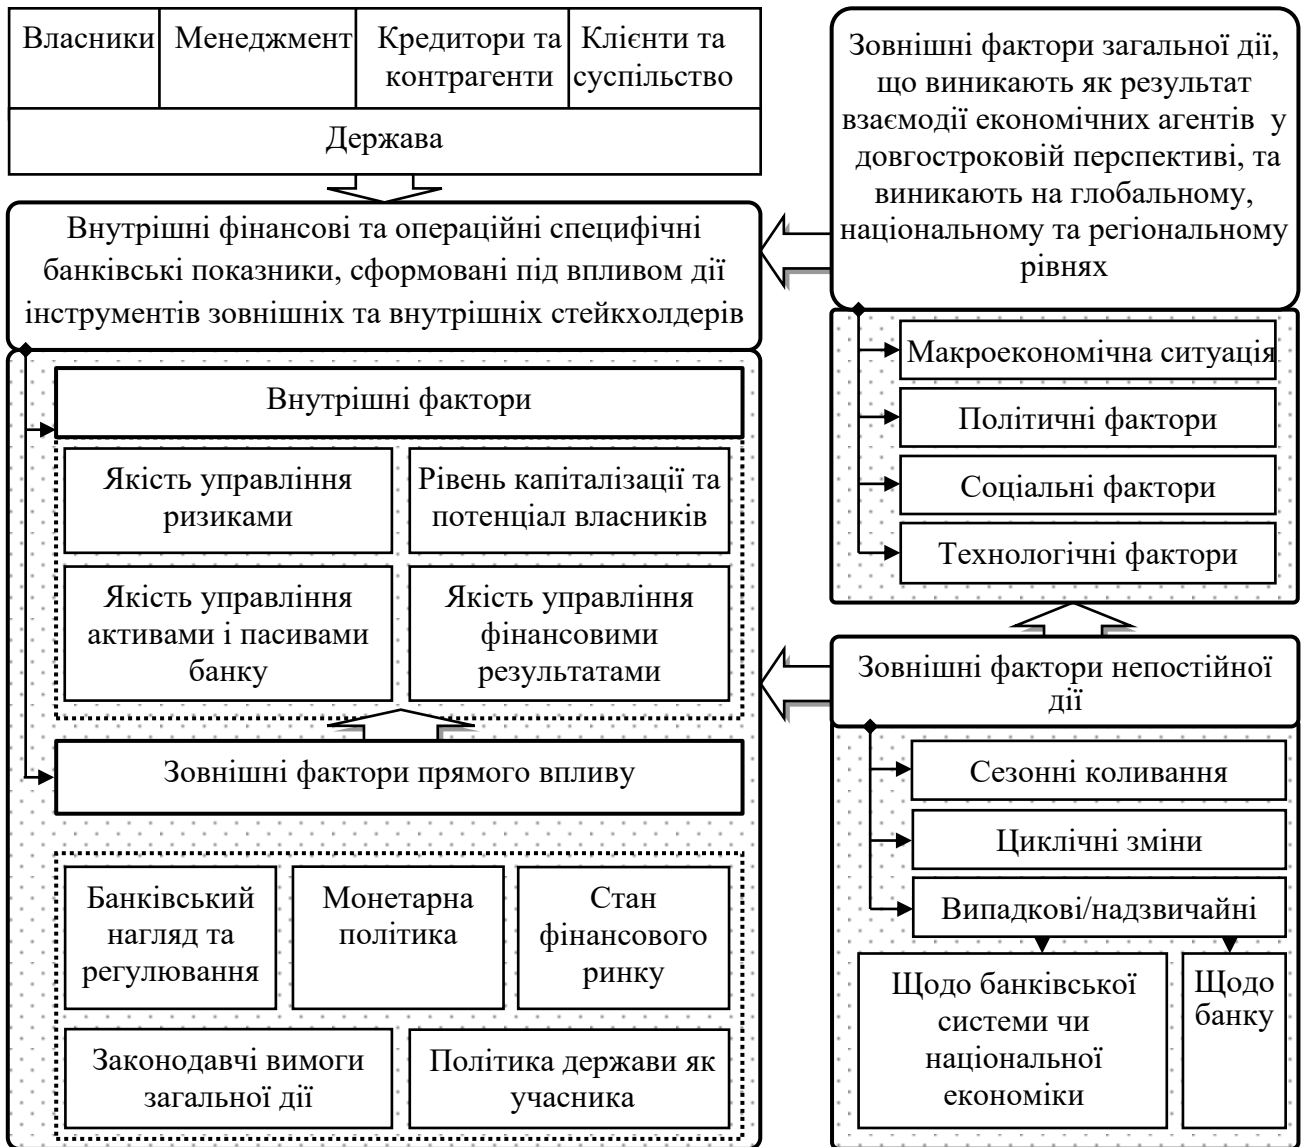 Власники
Менеджмент
Кредитори та
контрагенти
Клієнти та
суспільство
Держава
Внутрішні фінансові та операційні специфічні
банківські показники, сформовані під впливом дії
інструментів зовнішніх та внутрішніх стейкхолдерів
Внутрішні фактори
Якість управління
ризиками
Рівень капіталізації та
потенціал власників
Якість управління
активами і пасивами
банку
Якість управління
фінансовими
результатами
Зовнішні фактори прямого впливу
Банківський
нагляд та
регулювання
Монетарна
політика
Стан
фінансового
ринку
Законодавчі вимоги
загальної дії
Політика держави як
учасника
Зовнішні фактори загальної дії,
що виникають як результат
взаємодії економічних агентів у
довгостроковій перспективі, та
виникають на глобальному,
національному та регіональному
рівнях
Макроекономічна ситуація
Політичні фактори
Соціальні фактори
Технологічні фактори
Зовнішні фактори непостійної
дії
Сезонні коливання
Циклічні зміни
Випадкові/надзвичайні
Щодо банківської
системи чи
національної
економіки
Щодо
банку